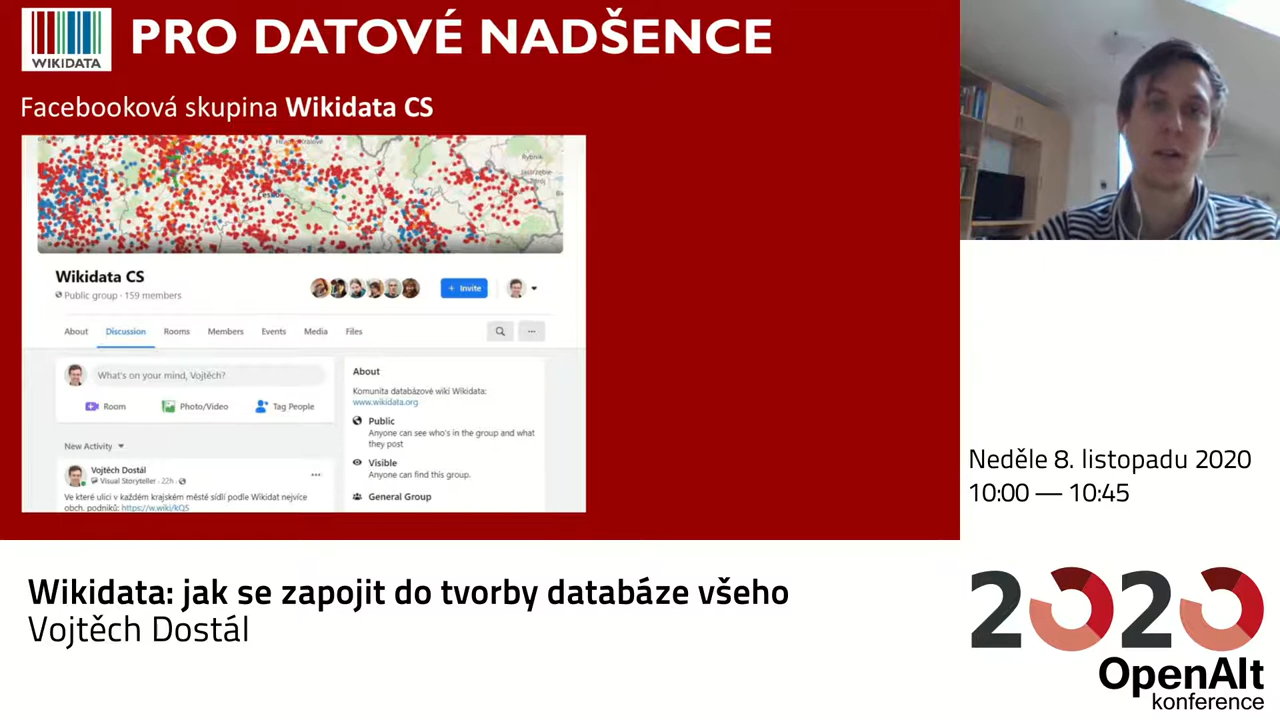 WIKIDATA
PRO DATOVÉ NADŠENCE
Facebooková skupina Wikidata CS
Rybnik
Jastrzębie-
Zdrój
Wikidata CS
Public group · 159 members
+ Invite
About Discussion Rooms Members Events Media Files
What's on your mind, Vojtěch?
Room Photo/Video Tag People
New Activity
Vojtěch Dostál
Visual Storyteller · 22h ·
Ve které ulici v každém krajském městě sídlí podle Wikidat nejvíce
obch. podniků: https://w.wiki/kQS
About
Komunita databázové wiki Wikidata:
www.wikidata.org
Public
Anyone can see who's in the group and what
they post
Visible
Anyone can find this group.
General Group
Neděle 8. listopadu 2020
10:00 — 10:45
Wikidata: jak se zapojit do tvorby databáze všeho
Vojtěch Dostál
2020
OpenAlt
konference